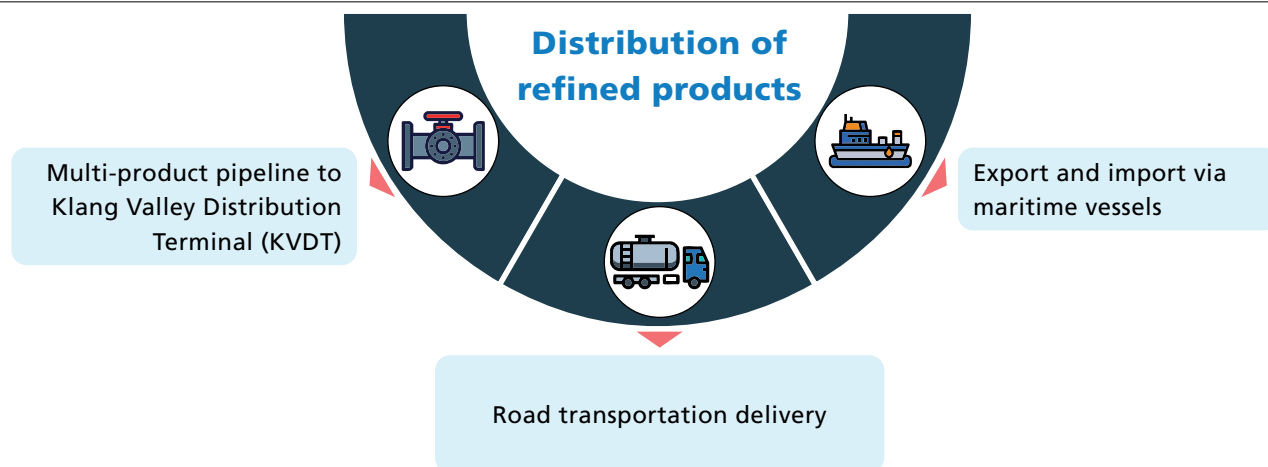 Distribution of
refined products
Multi-product pipeline to
Klang Valley Distribution
Terminal (KVDT)
Export and import via
maritime vessels
Road transportation delivery